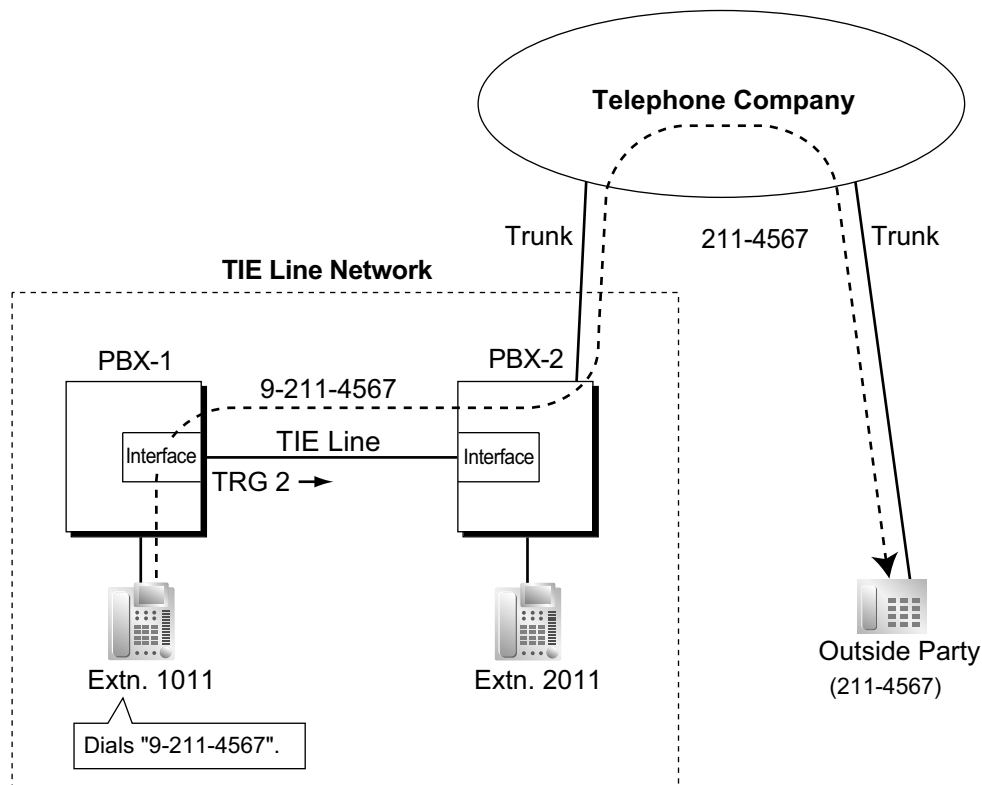 Telephone Company
Trunk
211-4567
Trunk
TIE Line Network
PBX-1
PBX-2
9-211-4567
Interface
TIE Line
Interface
TRG 2 →
Extn. 1011
Extn. 2011
Outside Party
(211-4567)
Dials "9-211-4567".